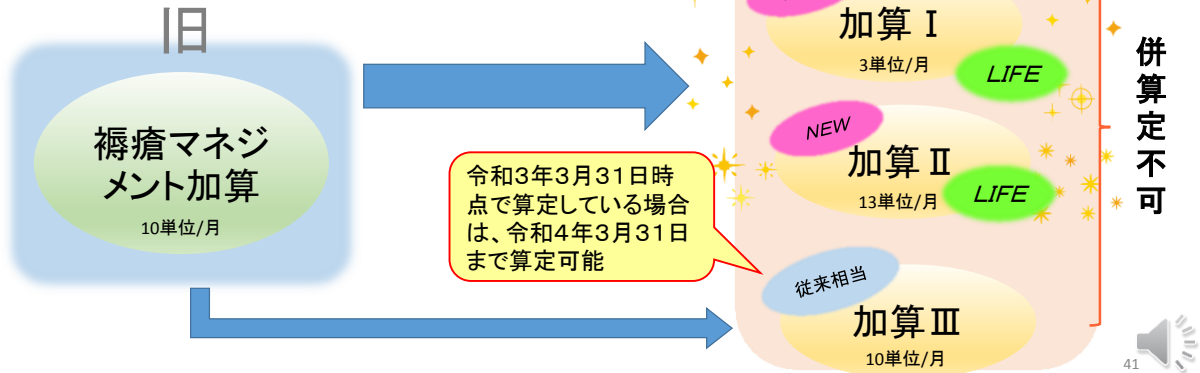 旧
褥瘡マネジ
メント加算
10単位/月
加算Ⅰ
3単位/月
LIFE
NEW
加算Ⅱ
13単位/月
LIFE
令和3年3月31日時
点で算定している場合
は、令和4年3月31日
まで算定可能
従来相当
加算Ⅲ
10単位/月
併算定不可
41